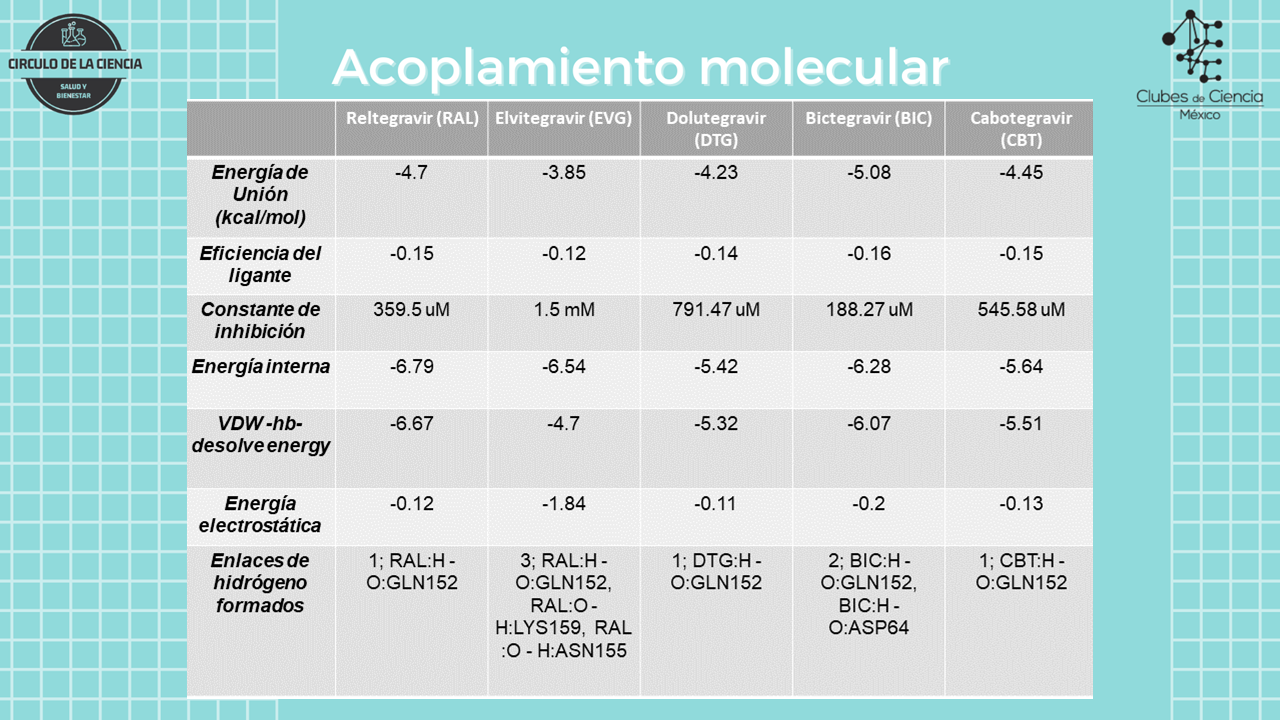 CIRCULO DE LA CIENCIA
SALUD Y
BIENESTAR
Acoplamiento molecular
Clubes de Ciencia
México
Reltegravir (RAL) Elvitegravir (EVG) Dolutegravir (DTG) Bictegravir (BIC) Cabotegravir (CBT)
Energía de Unión (kcal/mol) -4.7 -3.85 -4.23 -5.08 -4.45
Eficiencia del ligante -0.15 -0.12 -0.14 -0.16 -0.15
Constante de inhibición 359.5 uM 1.5 mM 791.47 uM 188.27 uM 545.58 uM
Energía interna -6.79 -6.54 -5.42 -6.28 -5.64
VDW -hb- desolve energy -6.67 -4.7 -5.32 -6.07 -5.51
Energía electrostática -0.12 -1.84 -0.11 -0.2 -0.13
Enlaces de hidrógeno formados 1; RAL:H - O:GLN152 3; RAL:H - O:GLN152, RAL:O - H:LYS159, RAL :O - H:ASN155 1; DTG:H - O:GLN152 2; BIC:H - O:GLN152, BIC:H - O:ASP64 1; CBT:H - O:GLN152